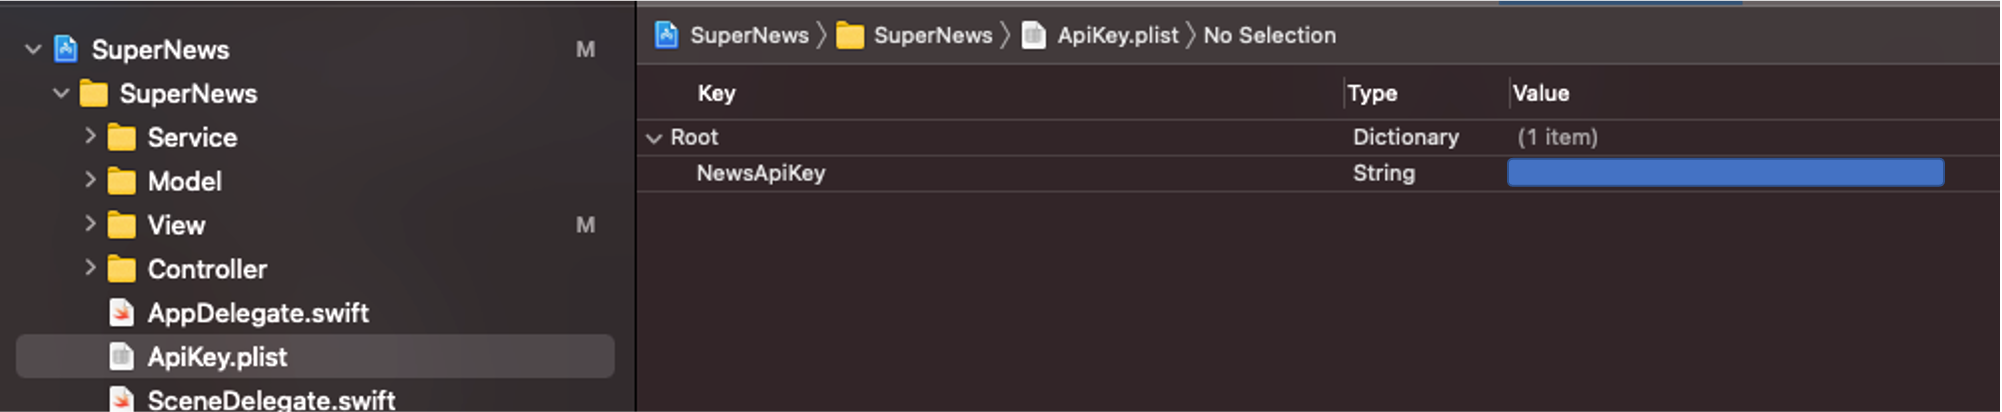 SuperNews M
SuperNews
Service
Model
View M
Controller
AppDelegate.swift
ApiKey.plist
SceneDelegate.swift
SuperNews 〉 SuperNews 〉 ApiKey.plist 〉 No Selection
Key Type Value
Root Dictionary (1 item)
NewsApiKey String